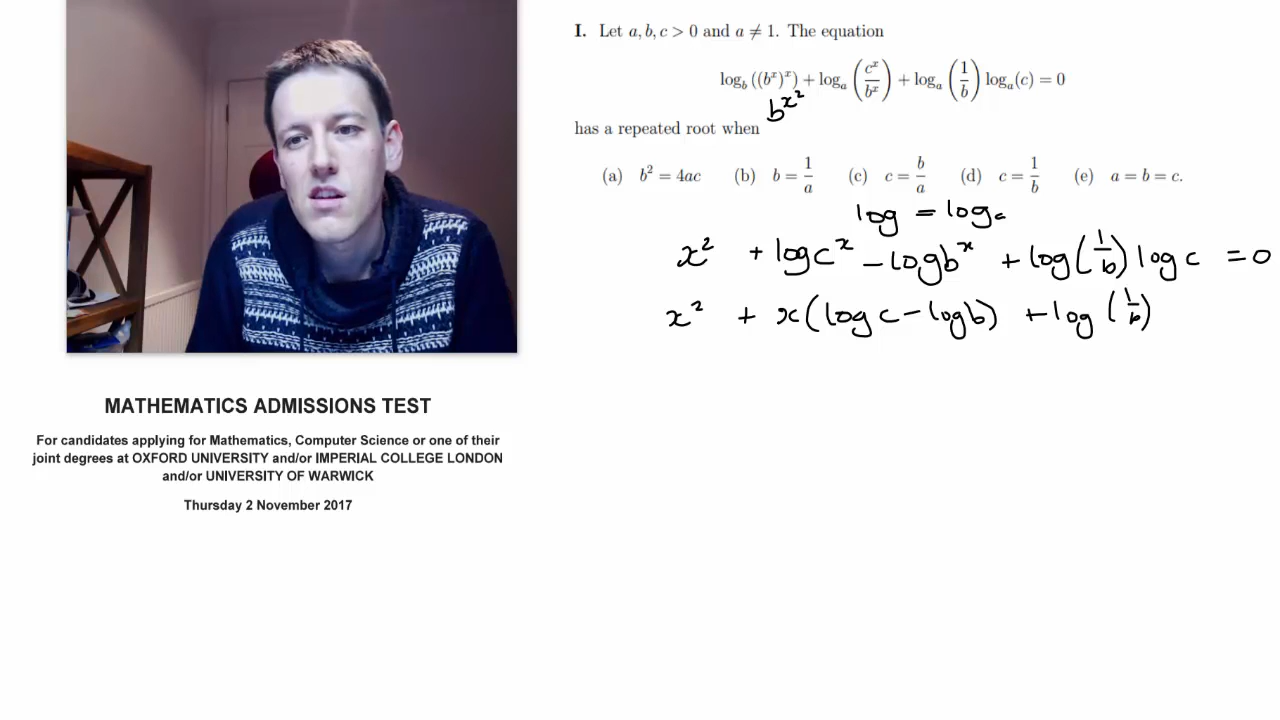 I. Let a, b, c > 0 and a ≠ 1. The equation
log_b ((b^x)^x) + log_a (c^x/b^x) + log_a (1/b) log_a(c) = 0
b^{x^2}
has a repeated root when
(a) b² = 4ac (b) b = 1/a (c) c = b/a (d) c = 1/b (e) a = b = c.
log = log_a
x² + log c^x − log b^x + log(1/b) log c = 0
x² + x(log c − log b) + log(1/b)
MATHEMATICS ADMISSIONS TEST
For candidates applying for Mathematics, Computer Science or one of their
joint degrees at OXFORD UNIVERSITY and/or IMPERIAL COLLEGE LONDON
and/or UNIVERSITY OF WARWICK
Thursday 2 November 2017